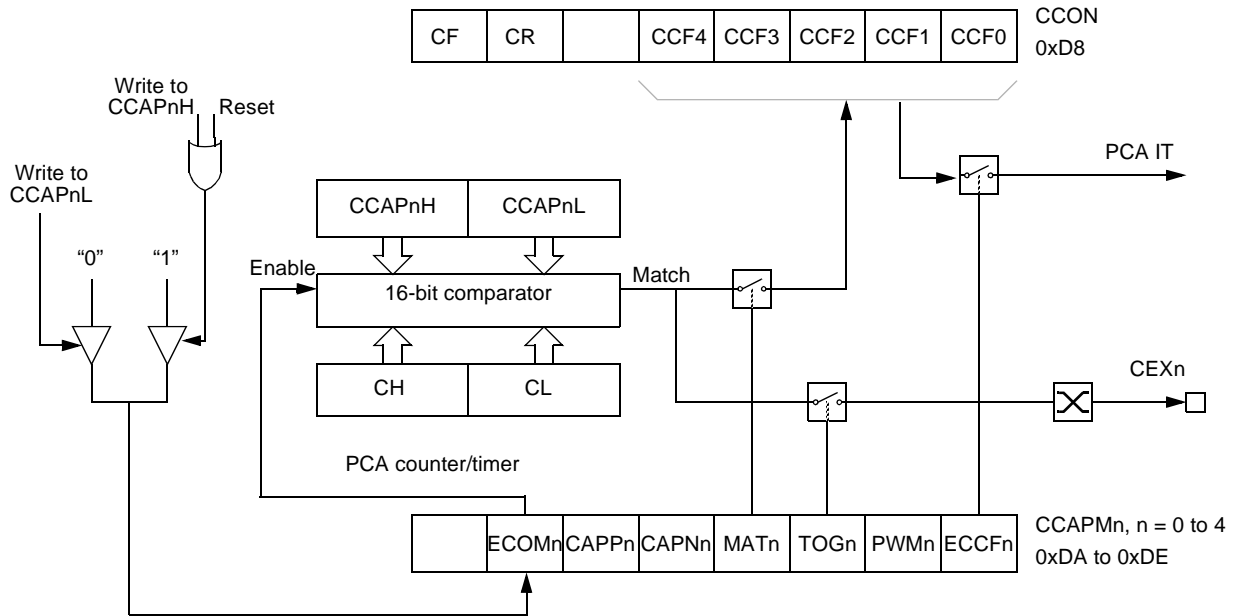 CF CR CCF4 CCF3 CCF2 CCF1 CCF0
CCON
0xD8
Write to
CCAPnH Reset
Write to
CCAPnL
PCA IT
CCAPnH CCAPnL
“0” “1”
Enable
16-bit comparator
Match
CH CL
CEXn
PCA counter/timer
ECOMn CAPPn CAPNn MATn TOGn PWMn ECCFn
CCAPMn, n = 0 to 4
0xDA to 0xDE